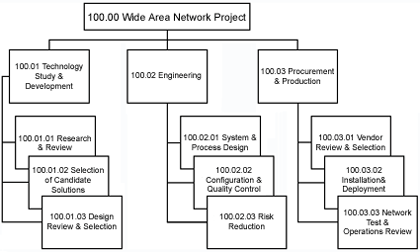 100.00 Wide Area Network Project
100.01 Technology
Study &
Development
100.02 Engineering
100.03 Procurement
& Production
100.01.01 Research
& Review
100.01.02 Selection
of Candidate
Solutions
100.01.03 Design
Review & Selection
100.02.01 System &
Process Design
100.02.02
Configuration &
Quality Control
100.02.03 Risk
Reduction
100.03.01 Vendor
Review & Selection
100.03.02
Installation&
Deployment
100.03.03 Network
Test &
Operations Review